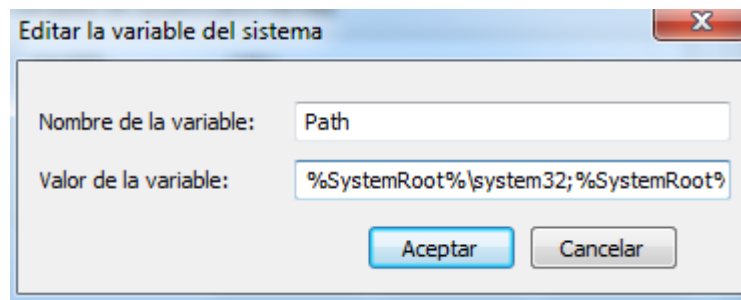 Editar la variable del sistema
Nombre de la variable: Path
Valor de la variable: %SystemRoot%\system32;%SystemRoot%
Aceptar Cancelar